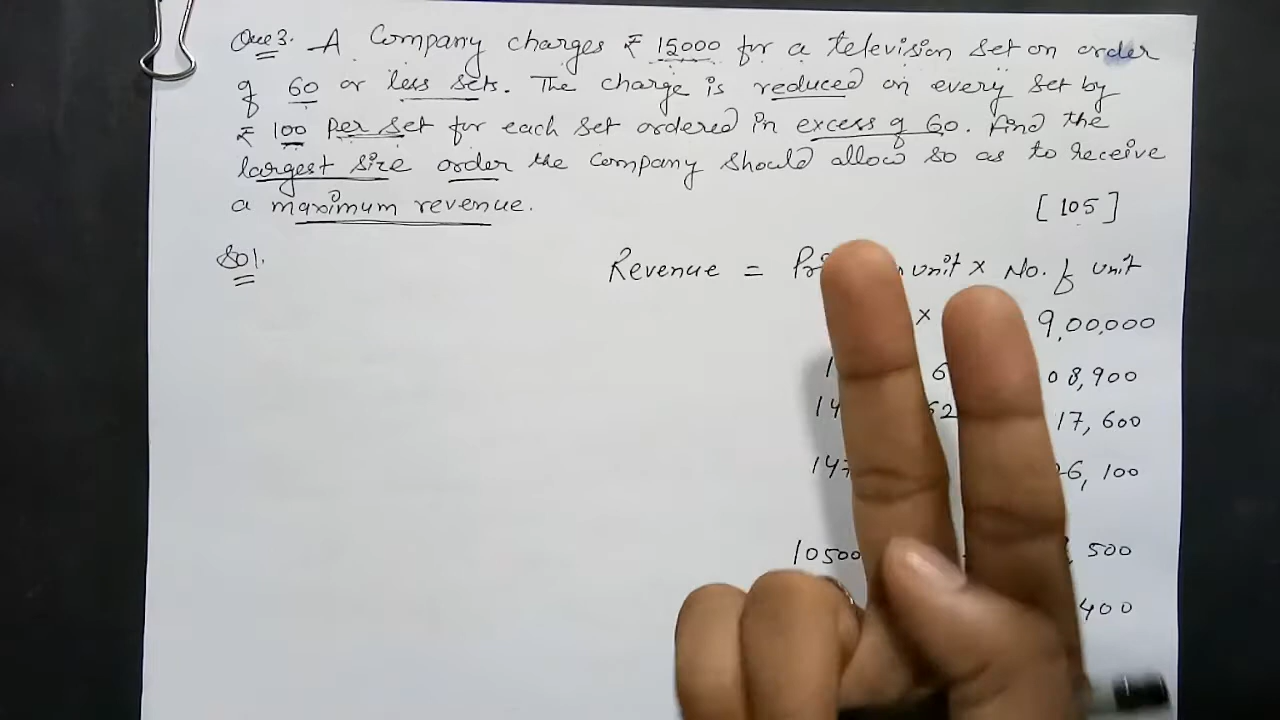 Que 3. A Company charges ₹ 15000 for a television set on order
of 60 or less sets. The charge is reduced on every set by
₹ 100 per set for each set ordered in excess of 60. Find the
largest size order the company should allow so as to receive
a maximum revenue. [105]
Sol. Revenue = unit × No. of unit
× 9,00,000
08,900
17,600
6,100
10500 500
400